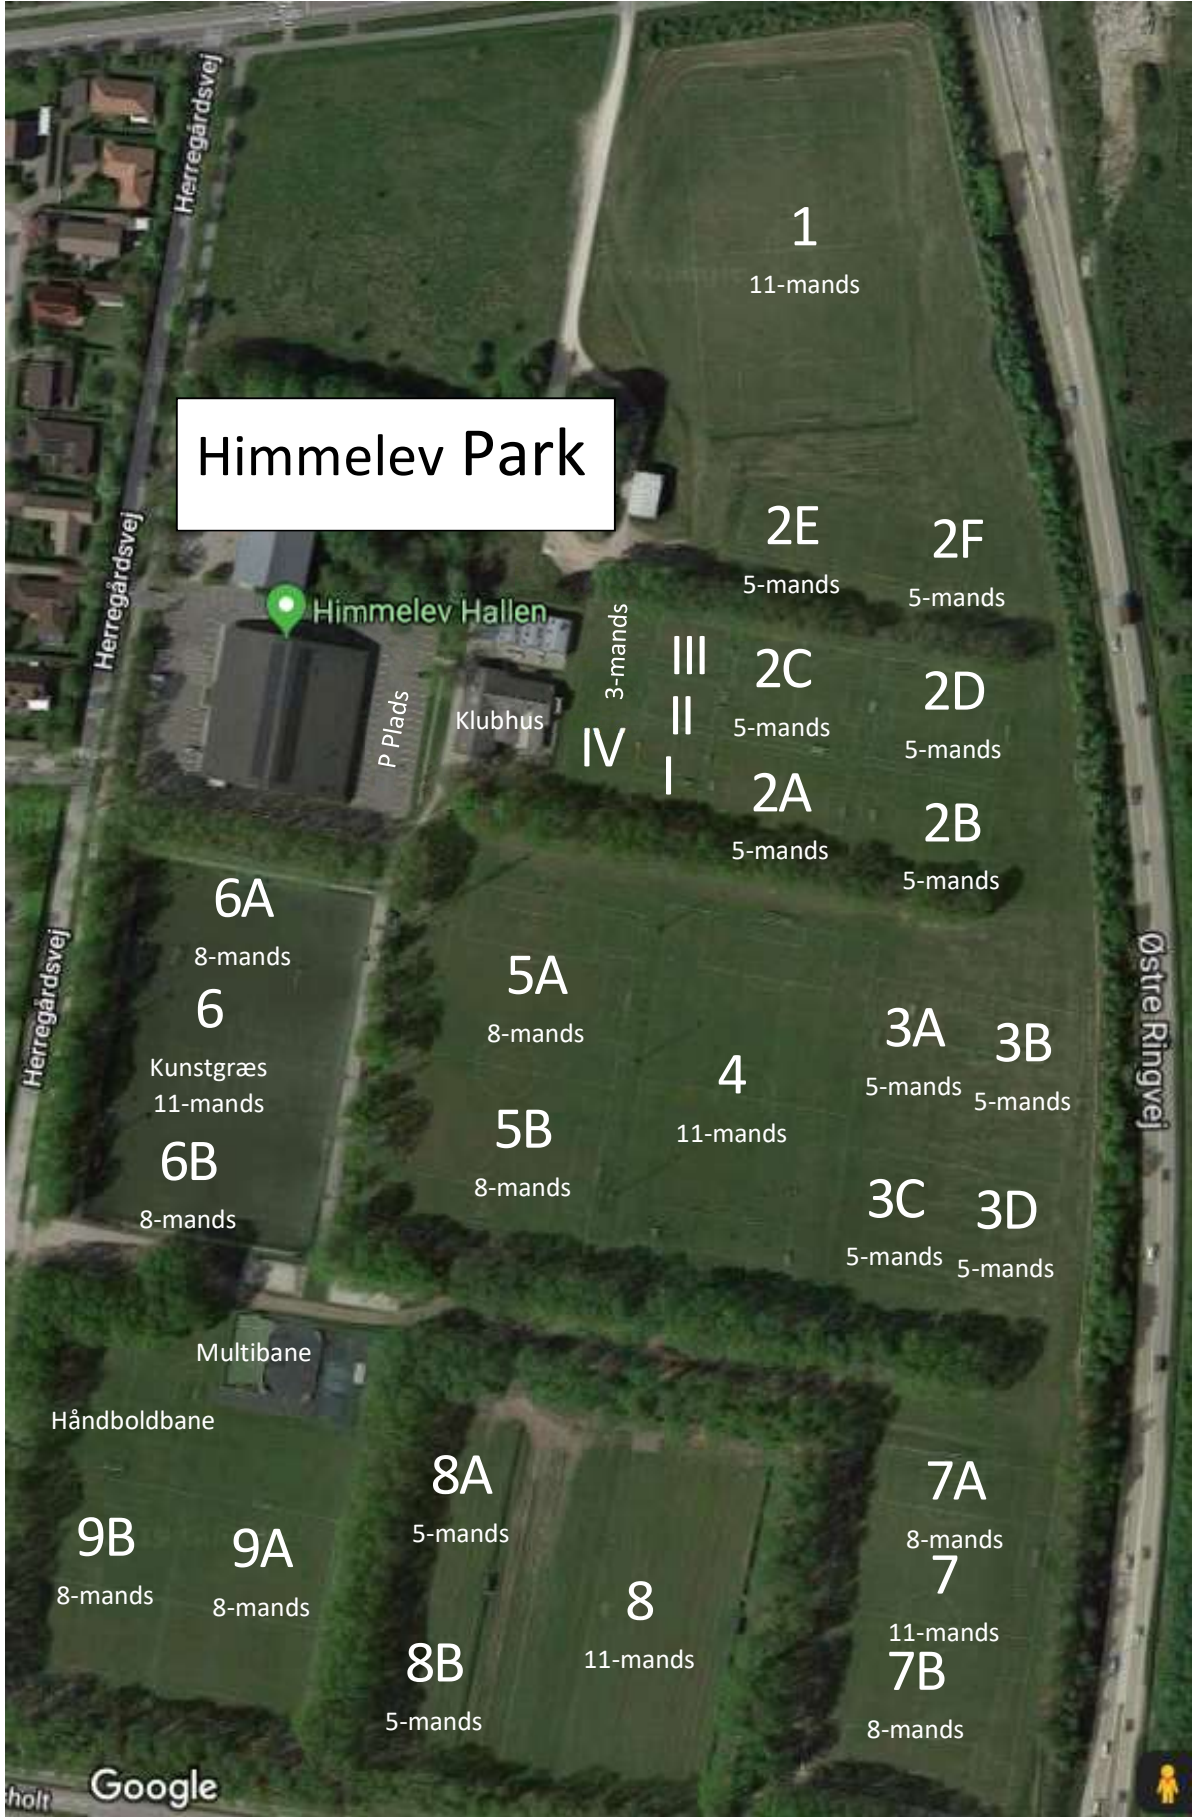 Herregårdsvej
1
11-mands
Himmelev Park
2E
5-mands
2F
5-mands
Herregårdsvej
Himmelev Hallen
3-mands
III
2C
5-mands
2D
5-mands
II
P Plads
Klubhus
IV
I
2A
5-mands
2B
5-mands
6A
8-mands
Herregårdsvej
Østre Ringvej
5A
8-mands
6
Kunstgræs
11-mands
3A
5-mands
3B
5-mands
4
11-mands
5B
8-mands
6B
8-mands
3C
5-mands
3D
5-mands
Multibane
Håndboldbane
8A
5-mands
7A
8-mands
9B
8-mands
9A
8-mands
7
11-mands
8
11-mands
8B
5-mands
7B
8-mands
Google
holt